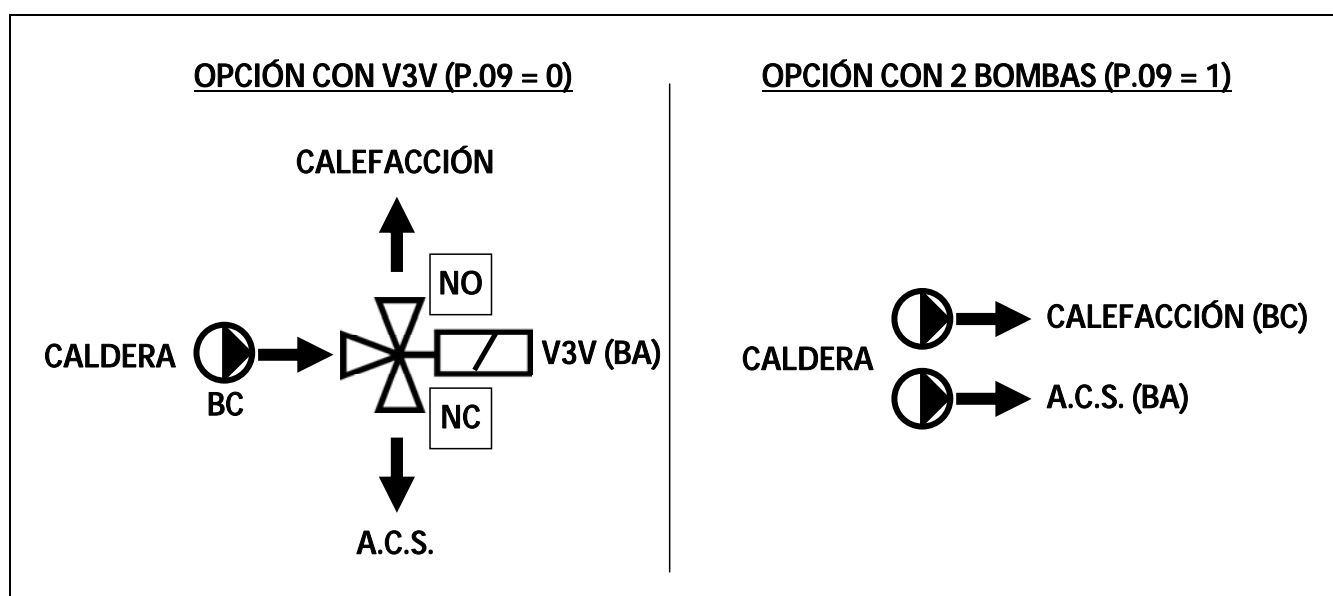 OPCIÓN CON V3V (P.09 = 0)
CALEFACCIÓN
NO
CALDERA
BC
V3V (BA)
NC
A.C.S.
OPCIÓN CON 2 BOMBAS (P.09 = 1)
CALDERA
CALEFACCIÓN (BC)
A.C.S. (BA)